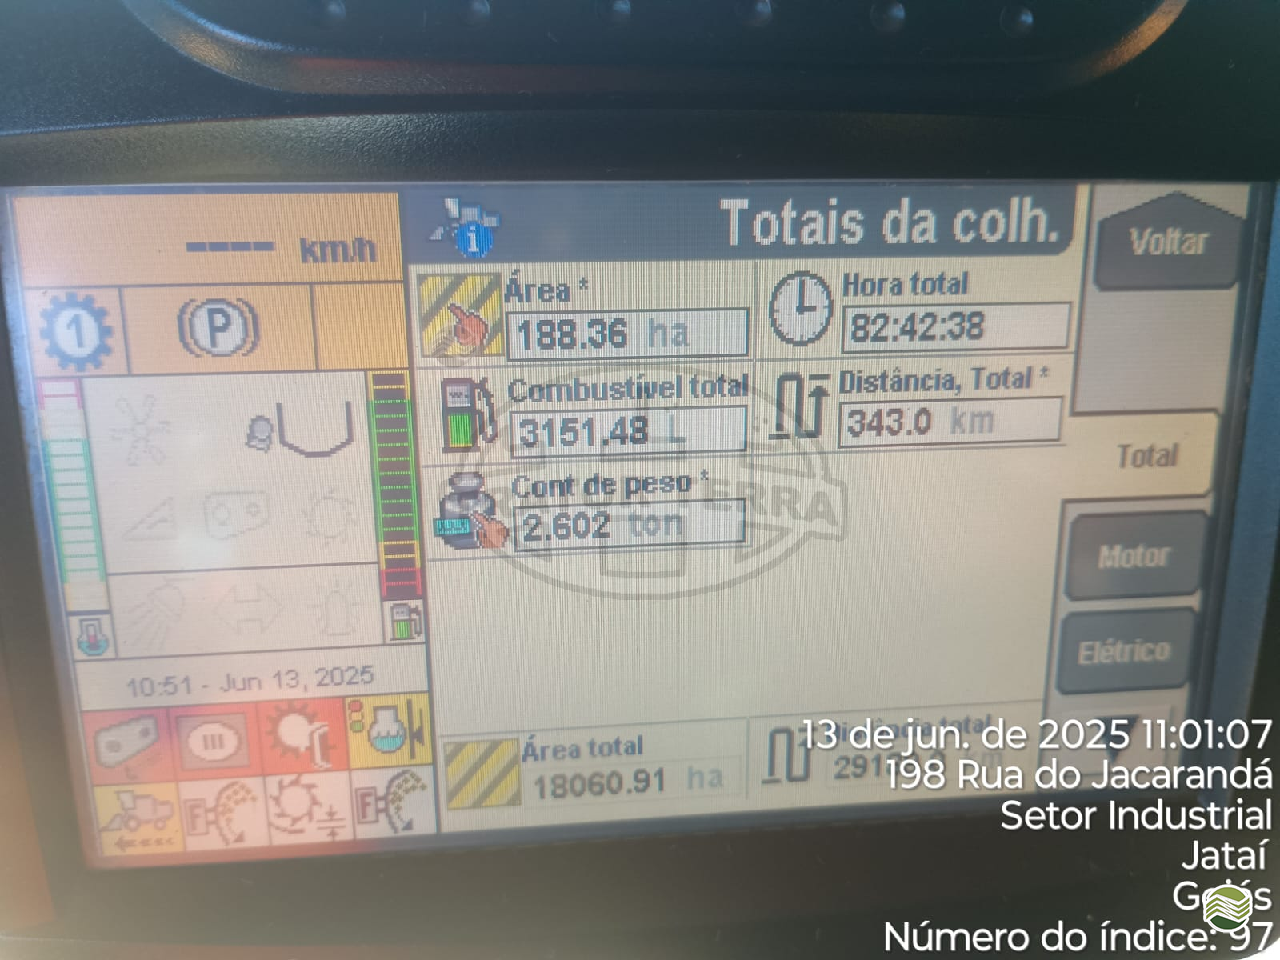 Totais da colh.
Voltar
km/h
Área *
188.36 ha
Hora total
82:42:38
1
P
Combustível total
3151.48 L
Distância, Total *
343.0 km
Total
Cont de peso *
2.602 ton
Motor
Elétrico
10:51 - Jun 13, 2025
Área total
18060.91 ha
13 de jun. de 2025 11:01:07
198 Rua do Jacarandá
Setor Industrial
Jataí
Número do índice: 97